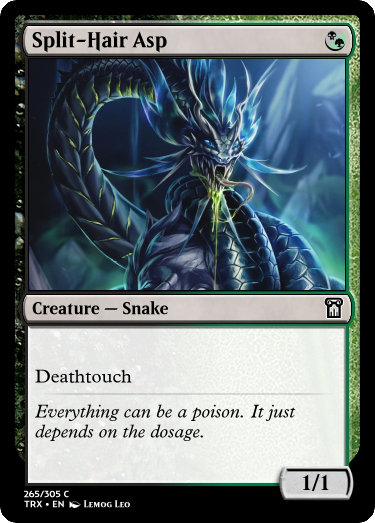 Split-Hair Asp
Creature — Snake
Deathtouch
Everything can be a poison. It just
depends on the dosage.
1/1
265/305 C
TRX • EN Lemog Leo